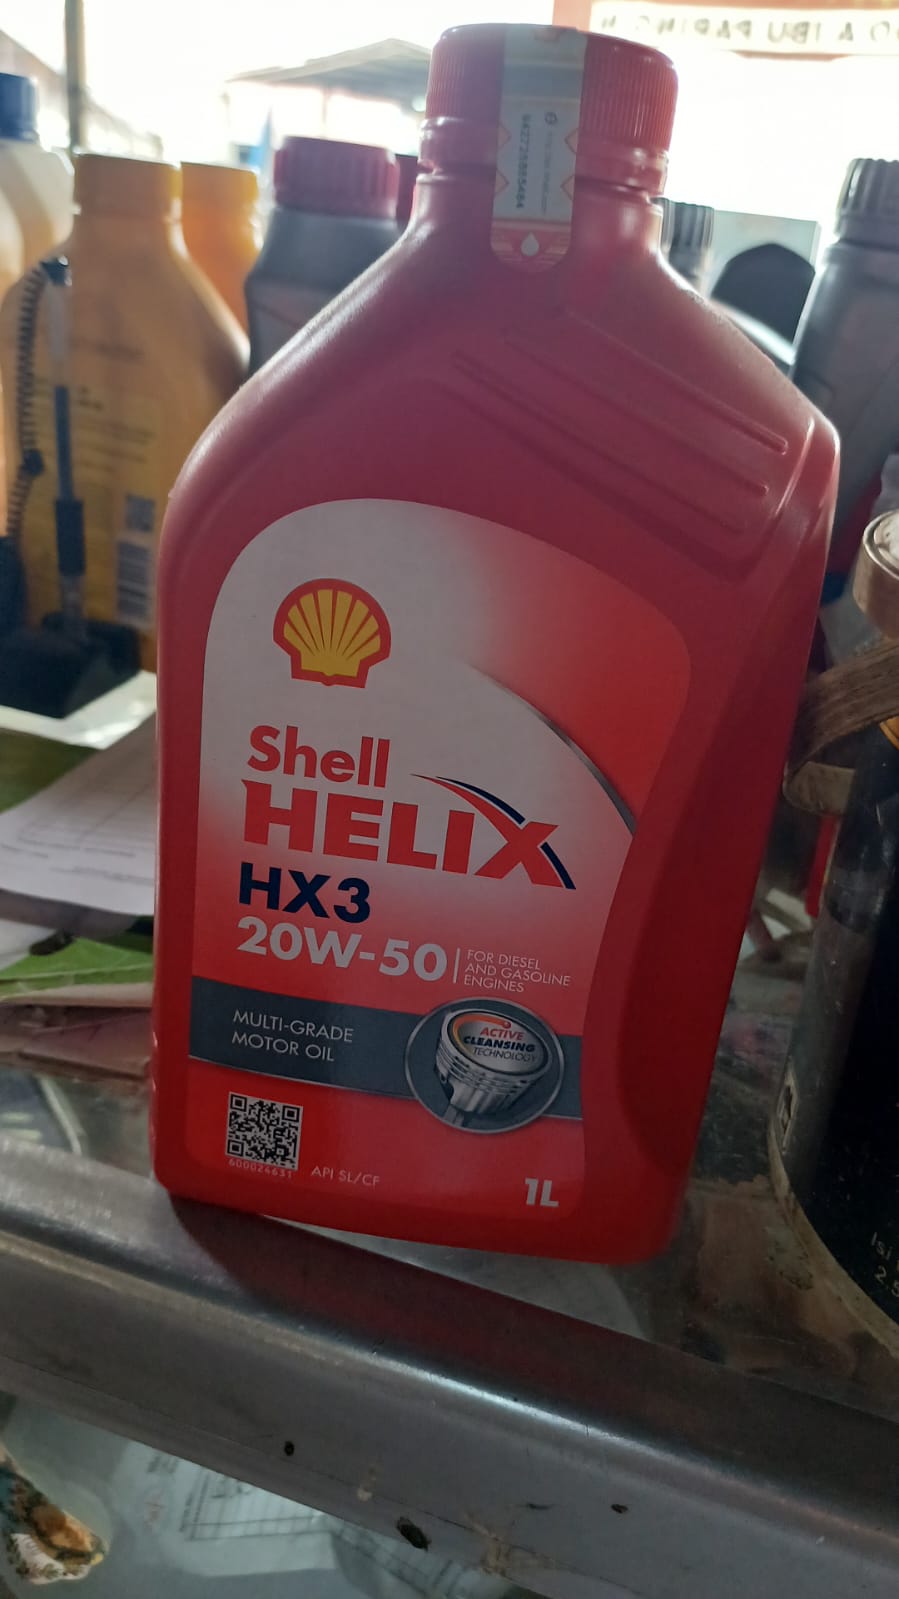 Shell
HELIX
HX3
20W-50
FOR DIESEL
AND GASOLINE
ENGINES
MULTI-GRADE
MOTOR OIL
ACTIVE
CLEANSING
TECHNOLOGY
600024631
API SL/CF
1L
Isi